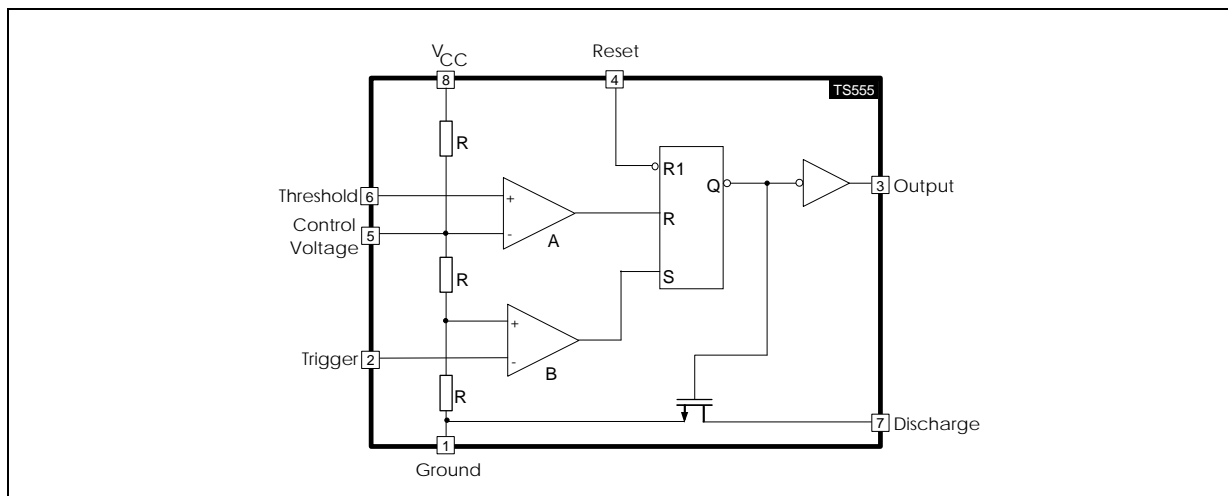 VCC
Reset
8
4
TS555
R
R1
Threshold
6
+
Q
3
Output
Control
Voltage
5
-
A
R
R
S
+
Trigger
2
-
B
R
7
Discharge
1
Ground